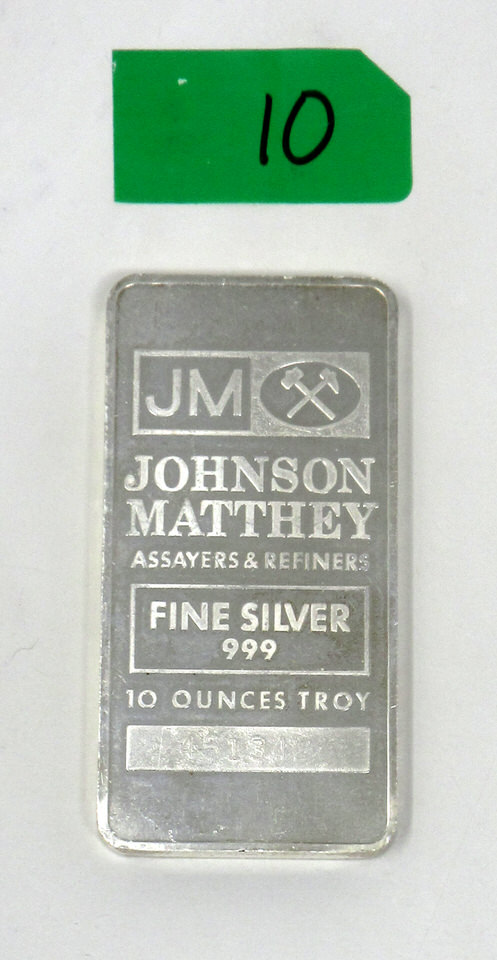 10
JM
JOHNSON
MATTHEY
ASSAYERS & REFINERS
FINE SILVER
999
10 OUNCES TROY